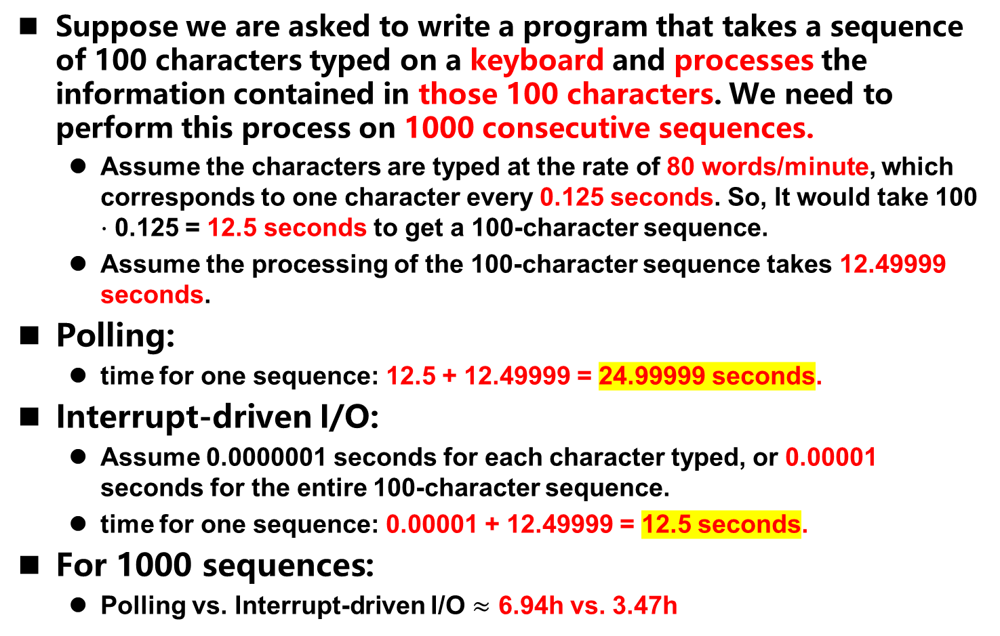 ■ Suppose we are asked to write a program that takes a sequence
of 100 characters typed on a keyboard and processes the
information contained in those 100 characters. We need to
perform this process on 1000 consecutive sequences.
● Assume the characters are typed at the rate of 80 words/minute, which
corresponds to one character every 0.125 seconds. So, It would take 100
· 0.125 = 12.5 seconds to get a 100-character sequence.
● Assume the processing of the 100-character sequence takes 12.49999
seconds.
■ Polling:
● time for one sequence: 12.5 + 12.49999 = 24.99999 seconds.
■ Interrupt-driven I/O:
● Assume 0.0000001 seconds for each character typed, or 0.00001
seconds for the entire 100-character sequence.
● time for one sequence: 0.00001 + 12.49999 = 12.5 seconds.
■ For 1000 sequences:
● Polling vs. Interrupt-driven I/O ≈ 6.94h vs. 3.47h